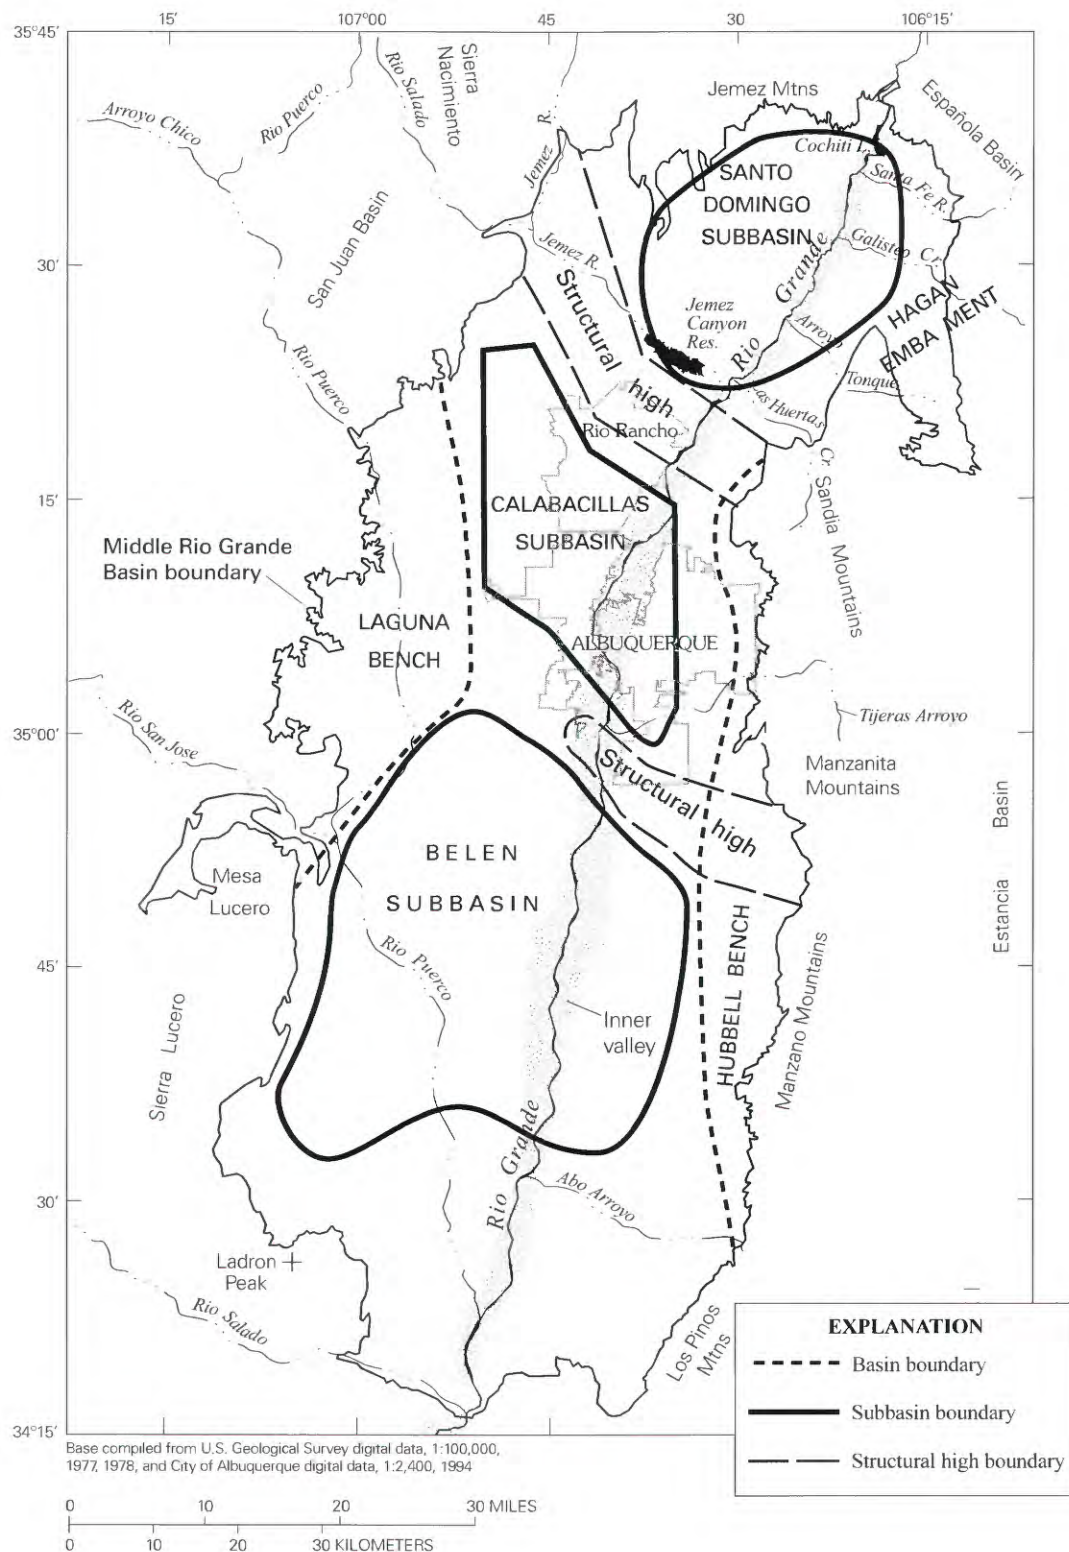 15'
107°00'
45'
30'
106°15'
35°45'
Sierra
Nacimiento
Rio Salado
Jemez Mtns
Española Basin
Arroyo Chico
Rio Puerco
Jemez R.
Cochiti L.
SANTO
DOMINGO
SUBBASIN
Santa Fe R.
San Juan Basin
Galisteo Cr.
30'
Jemez R.
Rio Grande
HAGAN
EMBAYMENT
Structural high
Jemez
Canyon
Res.
Arroyo
Tonque
Rio Puerco
Huertas Cr.
Rio Rancho
15'
CALABACILLAS
SUBBASIN
Sandia Mountains
Middle Rio Grande
Basin boundary
LAGUNA
BENCH
ALBUQUERQUE
Rio San Jose
35°00'
Tijeras Arroyo
Structural high
Manzanita
Mountains
Estancia Basin
BELEN
SUBBASIN
Mesa
Lucero
Rio Puerco
HUBBELL BENCH
45'
Manzano Mountains
Inner
valley
Sierra Lucero
Rio Grande
30'
Abo Arroyo
Ladron
Peak
Rio Salado
Los Pinos
Mtns
EXPLANATION
Basin boundary
Subbasin boundary
Structural high boundary
34°15'
Base compiled from U.S. Geological Survey digital data, 1:100,000,
1977, 1978, and City of Albuquerque digital data, 1:2,400, 1994
0 10 20 30 MILES
0 10 20 30 KILOMETERS